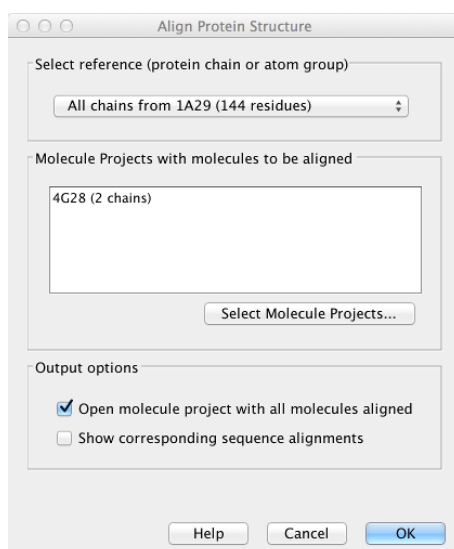 Align Protein Structure
Select reference (protein chain or atom group)
All chains from 1A29 (144 residues)
Molecule Projects with molecules to be aligned
4G28 (2 chains)
Select Molecule Projects...
Output options
Open molecule project with all molecules aligned
Show corresponding sequence alignments
Help Cancel OK